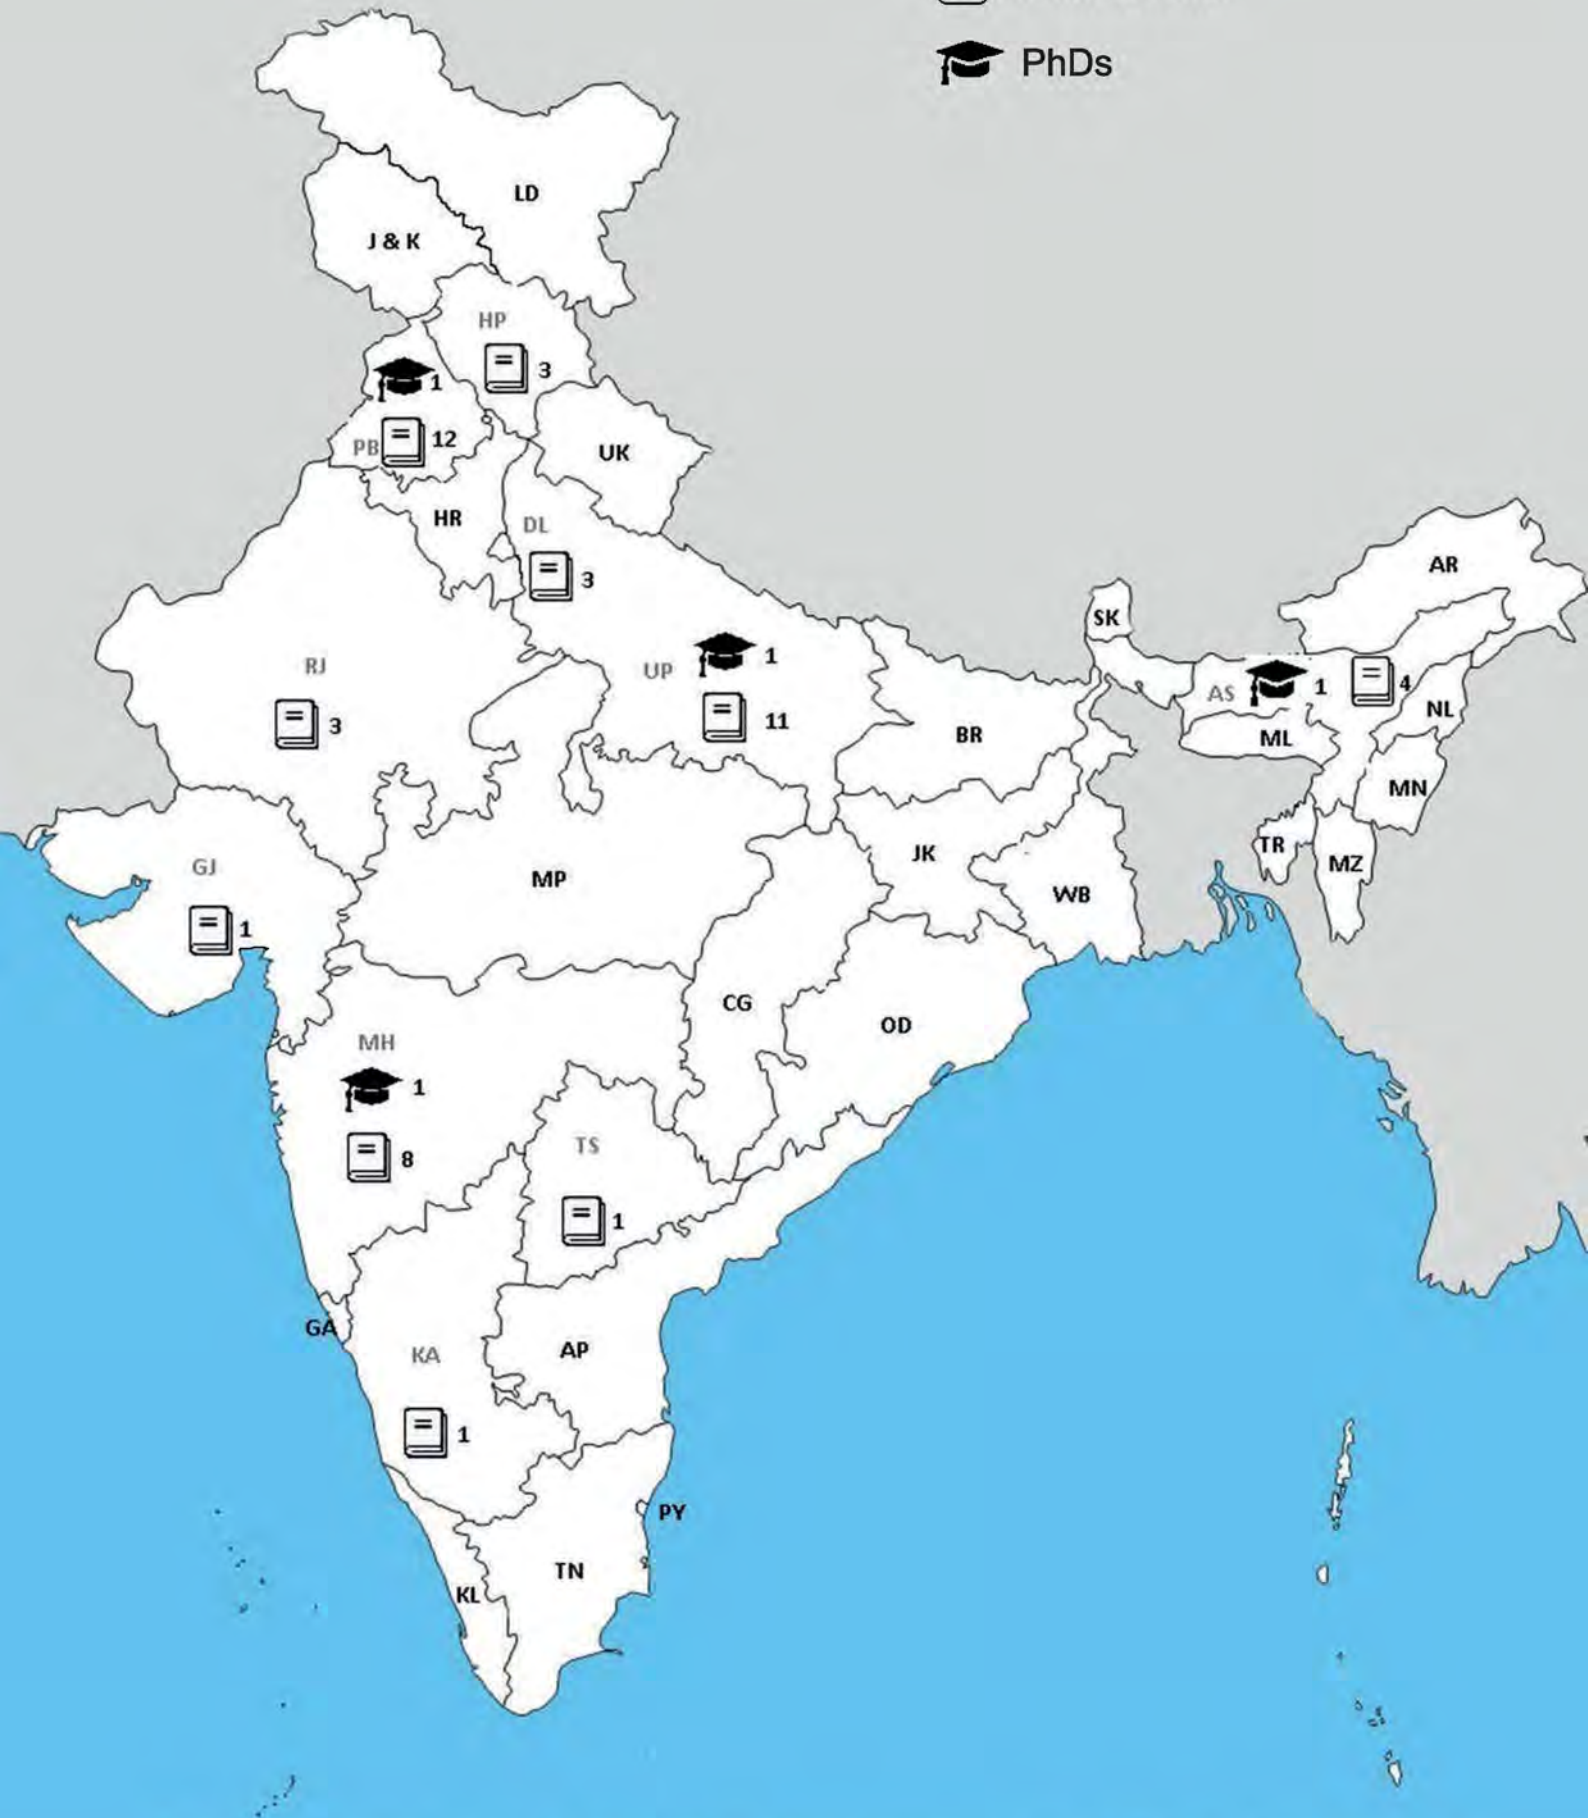 PhDs
LD
J & K
HP
3
1
PB
12
UK
HR
DL
3
AR
SK
RJ
3
UP
1
11
AS
1
4
NL
BR
ML
MN
GJ
1
MP
JK
TR
MZ
WB
CG
OD
MH
1
8
TS
1
GA
KA
AP
1
PY
TN
KL